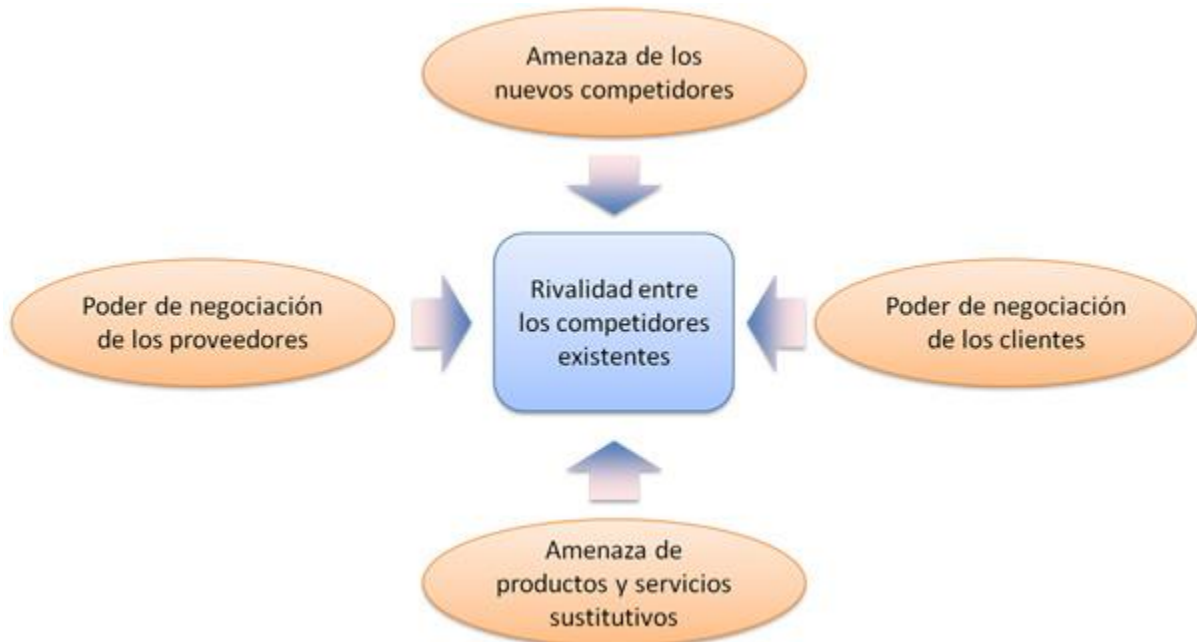 Amenaza de los
nuevos competidores
Poder de negociación
de los proveedores
Rivalidad entre
los competidores
existentes
Poder de negociación
de los clientes
Amenaza de
productos y servicios
sustitutivos